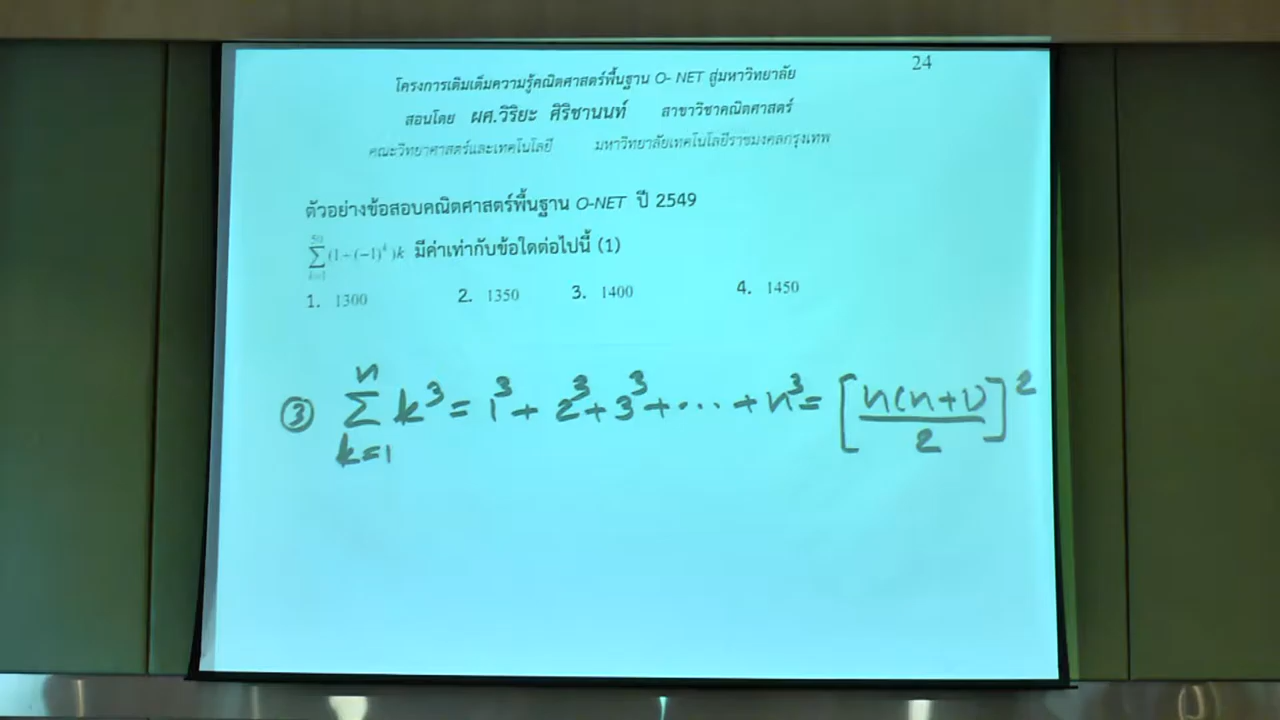 24
โครงการเติมเต็มความรู้คณิตศาสตร์พื้นฐาน O- NET สู่มหาวิทยาลัย
สอนโดย ผศ.วิริยะ ศิริชานนท์ สาขาวิชาคณิตศาสตร์
คณะวิทยาศาสตร์และเทคโนโลยี มหาวิทยาลัยเทคโนโลยีราชมงคลกรุงเทพ
ตัวอย่างข้อสอบคณิตศาสตร์พื้นฐาน O-NET ปี 2549
มีค่าเท่ากับข้อใดต่อไปนี้ (1)
1. 1300 2. 1350 3. 1400 4. 1450
③ ∑_{k=1}^{n} k³ = 1³ + 2³ + 3³ + ... + n³ = [n(n+1)/2]²